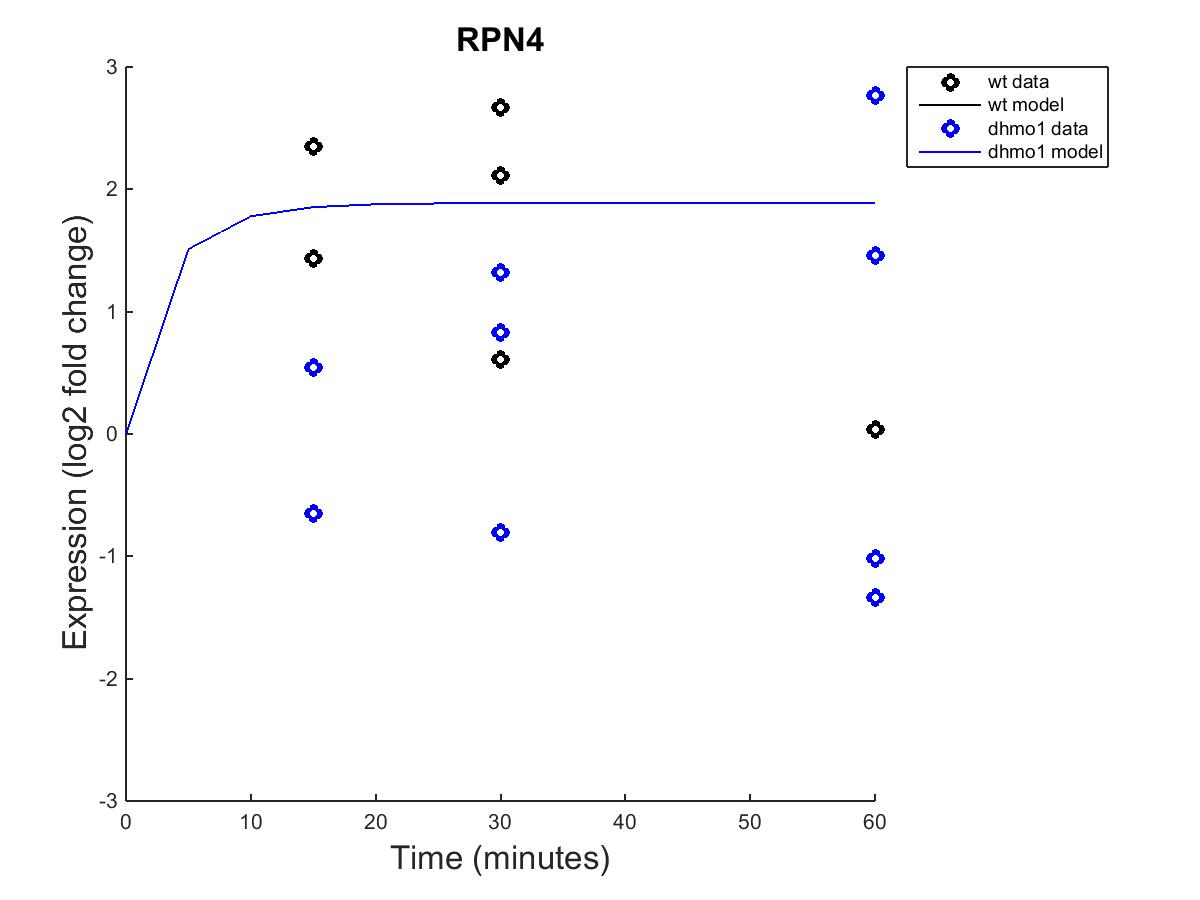 RPN4
wt data
wt model
dhmo1 data
dhmo1 model
3
2
1
0
-1
-2
-3
Expression (log2 fold change)
0 10 20 30 40 50 60
Time (minutes)